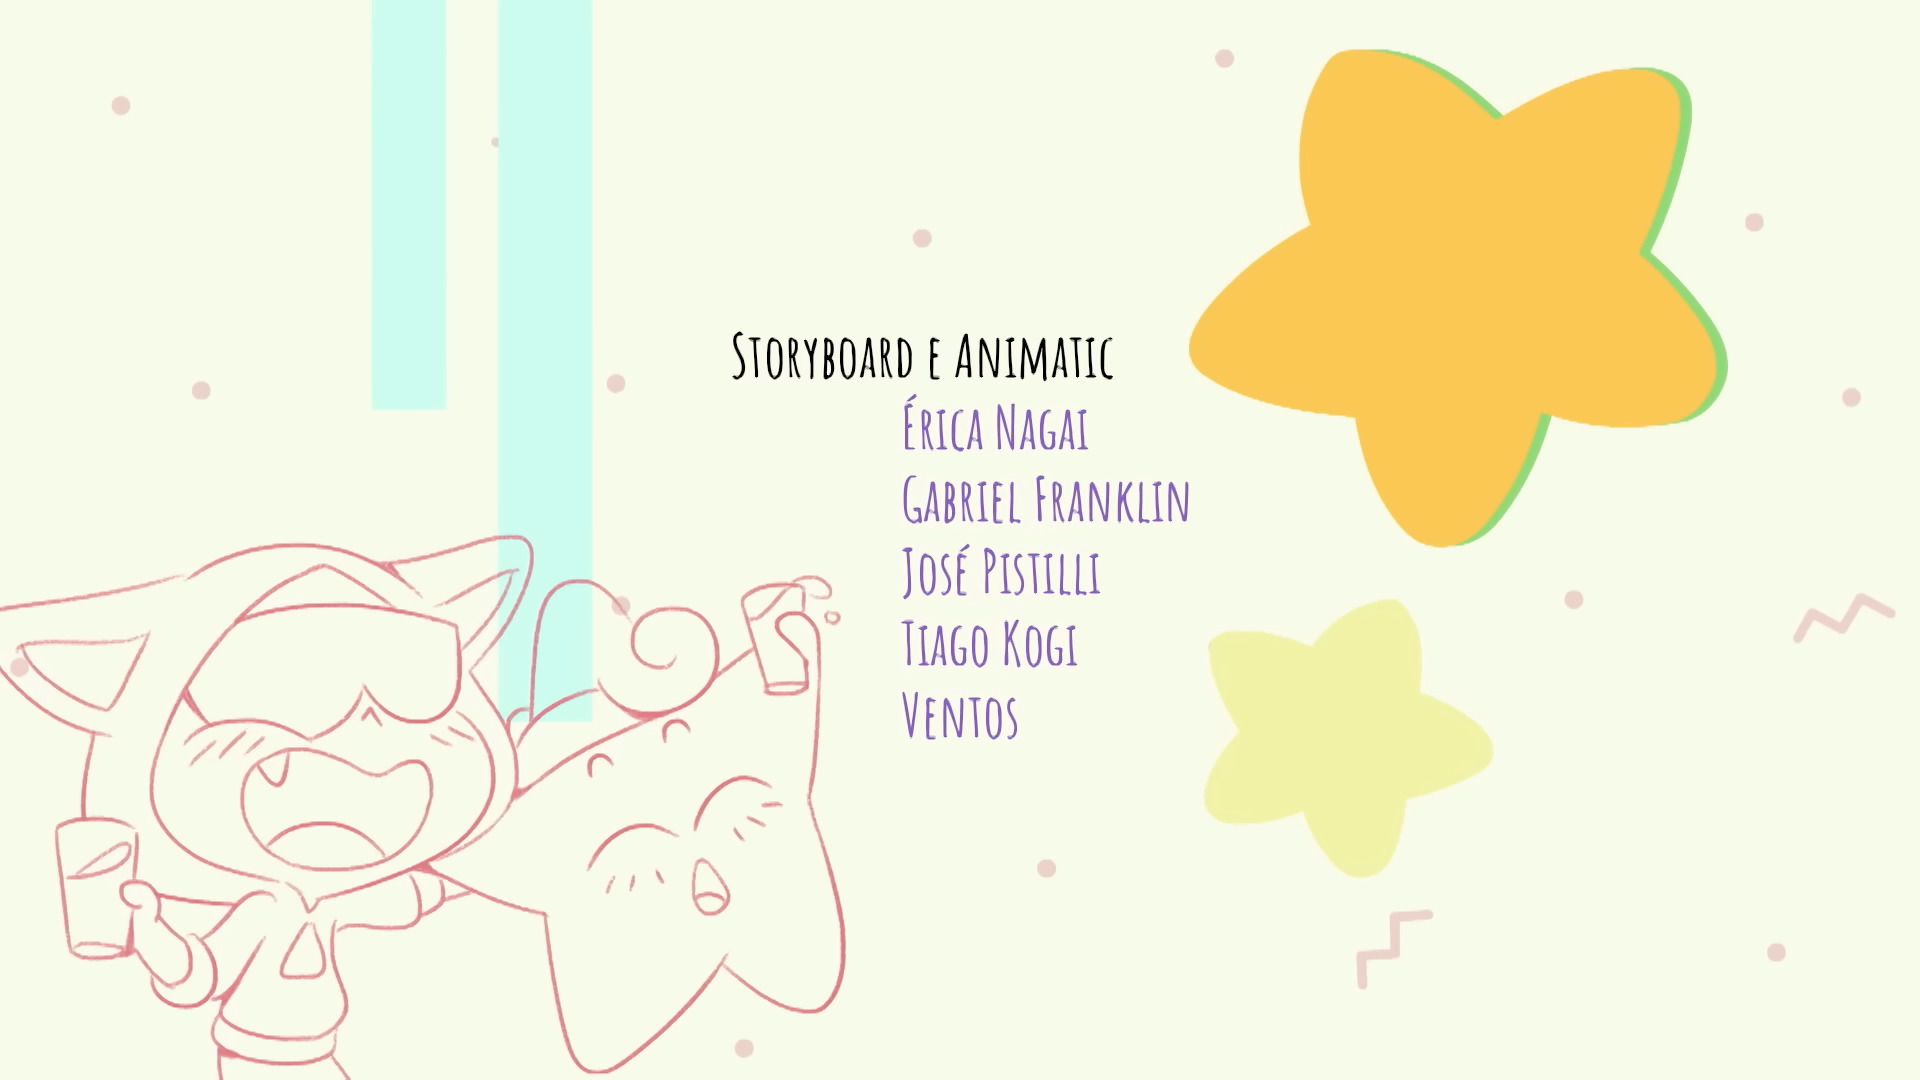 Storyboard e Animatic
Érica Nagai
Gabriel Franklin
José Pistilli
Tiago Kogi
Ventos